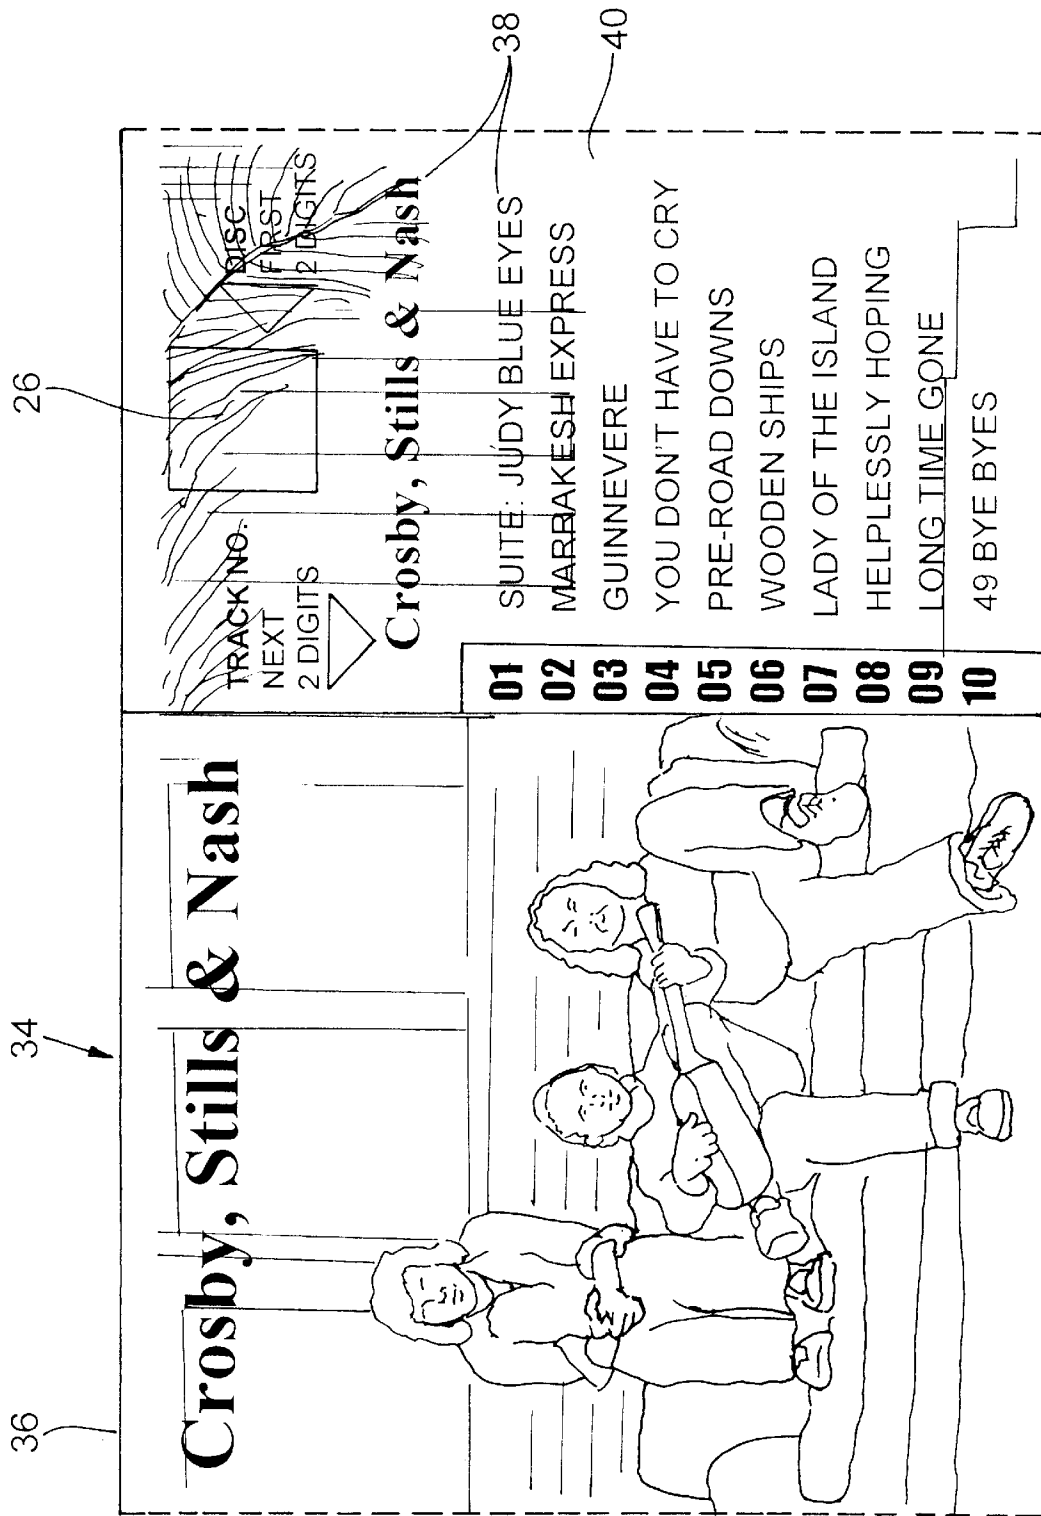 34
36
Crosby, Stills & Nash
26
TRACK NO.
NEXT
2 DIGITS
DISC
FIRST
2 DIGITS
Crosby, Stills & Nash
38
01 SUITE: JUDY BLUE EYES
02 MARRAKESH EXPRESS
03 GUINNEVERE
04 YOU DON'T HAVE TO CRY
05 PRE-ROAD DOWNS
06 WOODEN SHIPS
07 LADY OF THE ISLAND
08 HELPLESSLY HOPING
09 LONG TIME GONE
10 49 BYE BYES
40